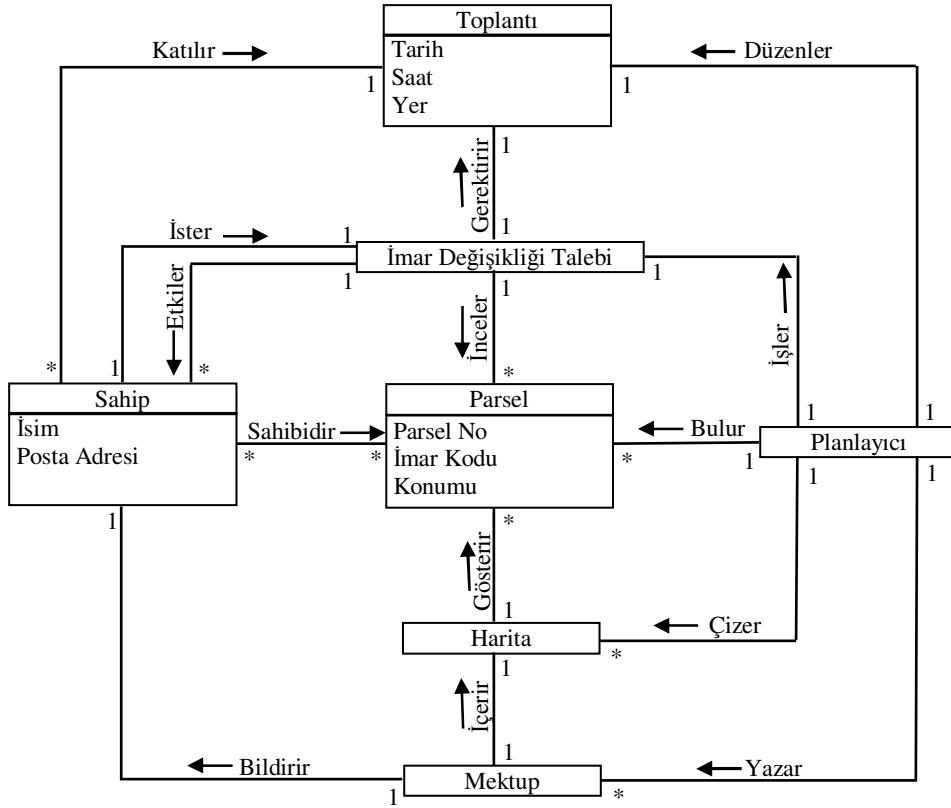 Toplantı
Katılır
Düzenler
Tarih
Saat
Yer
1
1
1
Gerektirir
İster
1
1
İmar Değişikliği Talebi
1
1
1
Etkiler
İnceler
İşler
*
1
*
*
Sahip
Parsel
1
1
İsim
Posta Adresi
Sahibidir
Parsel No
İmar Kodu
Konumu
Bulur
Planlayıcı
*
*
*
1
1
1
1
*
Gösterir
1
Harita
Çizer
*
1
İçerir
1
Bildirir
Mektup
Yazar
1
*